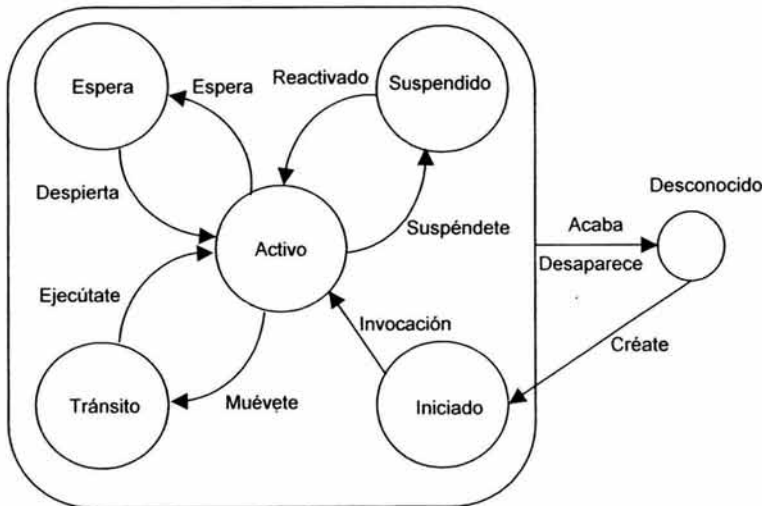 Espera
Espera
Reactivado
Suspendido
Despierta
Desconocido
Activo
Suspéndete
Acaba
Desaparece
Ejecútate
Invocación
Créate
Tránsito
Muévete
Iniciado